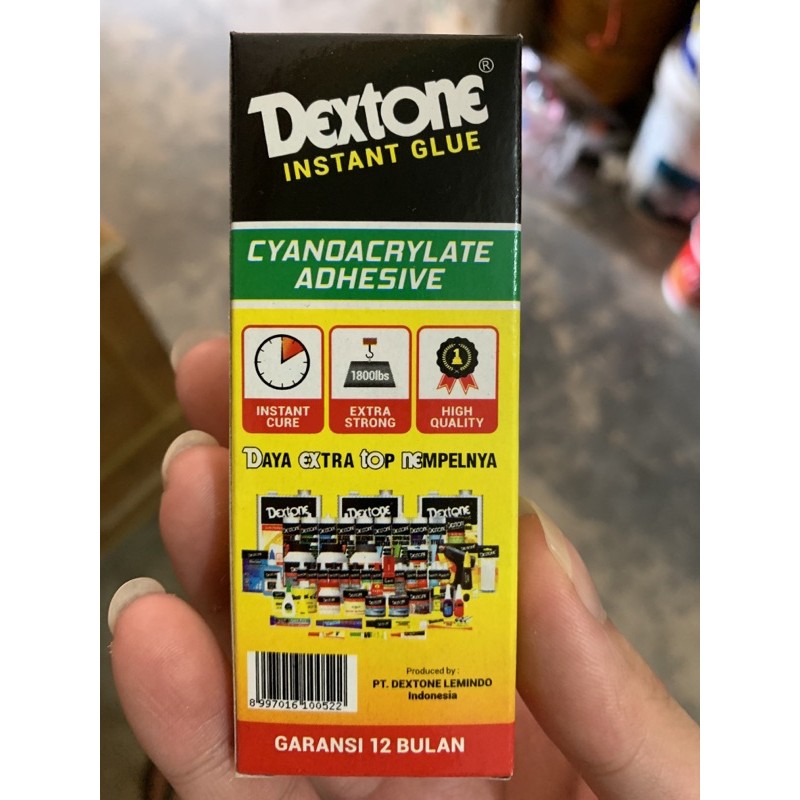 DEXTONE ®
INSTANT GLUE
CYANOACRYLATE
ADHESIVE
1800lbs
1
INSTANT
CURE
EXTRA
STRONG
HIGH
QUALITY
DAYA EXTRA TOP NEMPELNYA
DEXTONE DEXTONE DEXTONE
8 997016 100522
Produced by :
PT. DEXTONE LEMINDO
Indonesia
GARANSI 12 BULAN